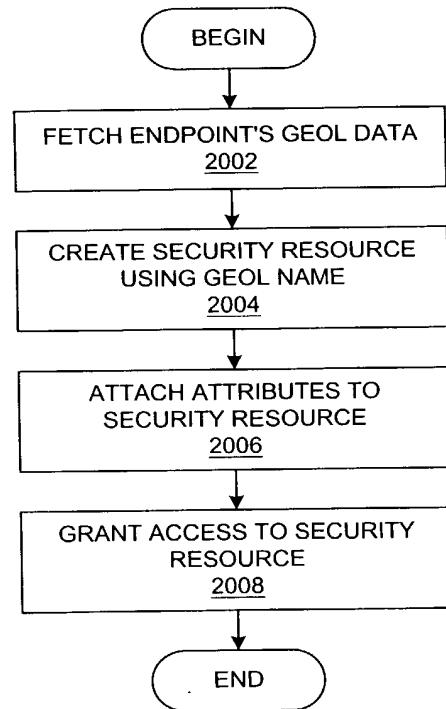 BEGIN
FETCH ENDPOINT'S GEOL DATA
2002
CREATE SECURITY RESOURCE
USING GEOL NAME
2004
ATTACH ATTRIBUTES TO
SECURITY RESOURCE
2006
GRANT ACCESS TO SECURITY
RESOURCE
2008
END